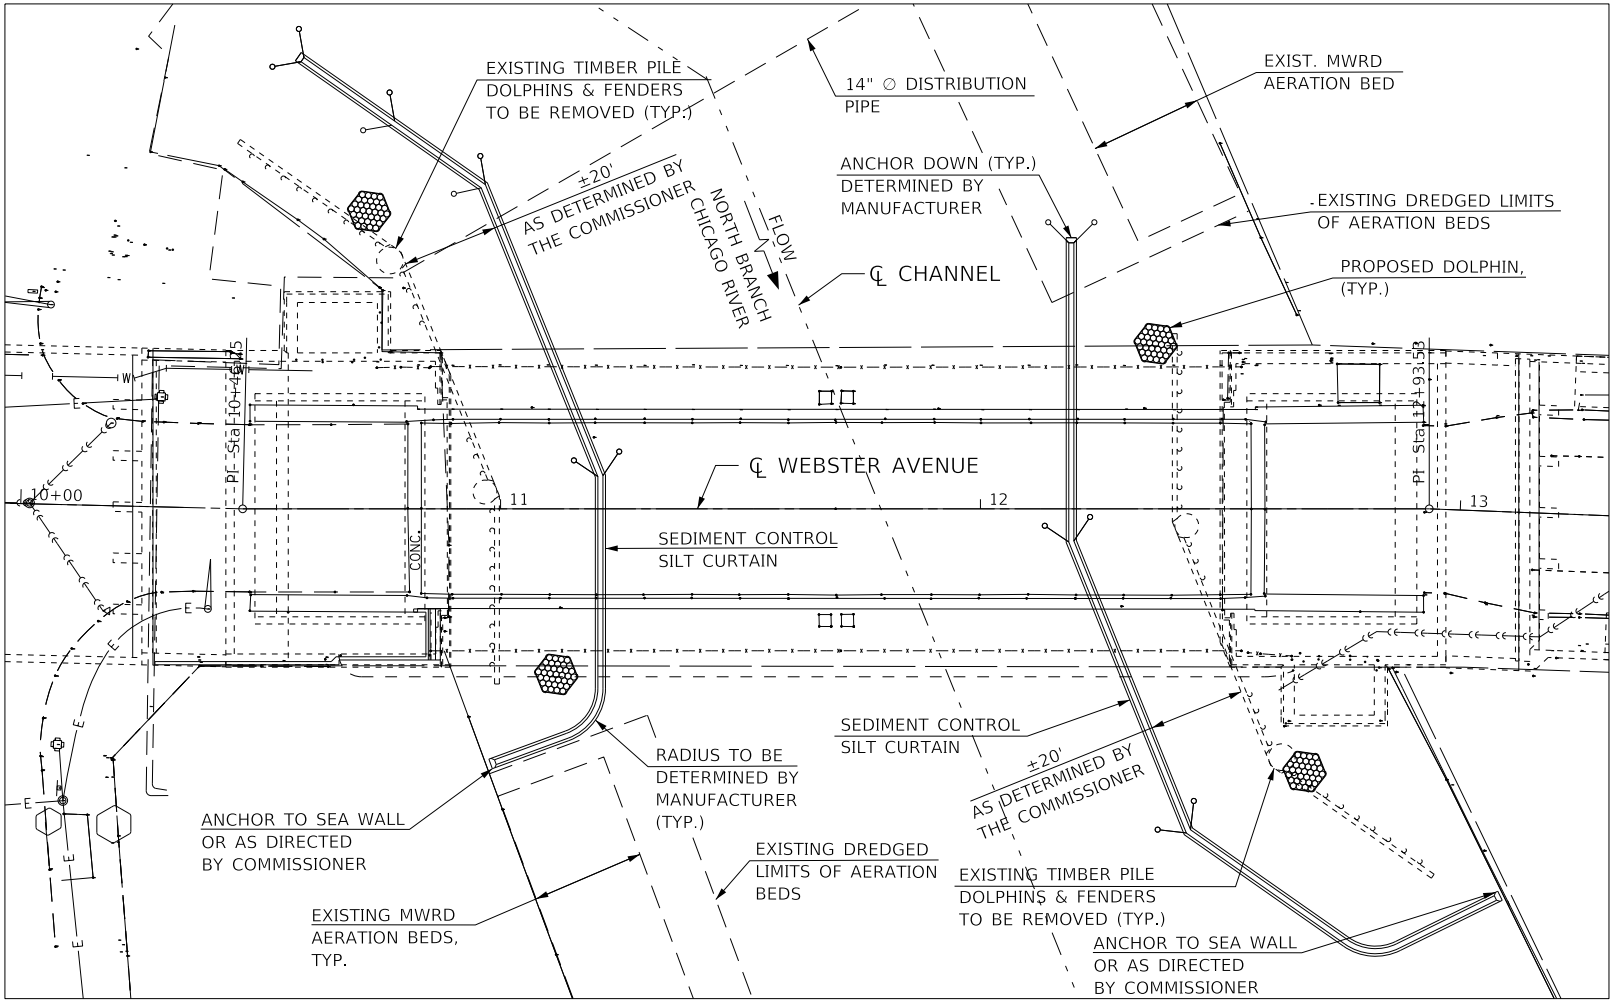 EXISTING TIMBER PILE
DOLPHINS & FENDERS
TO BE REMOVED (TYP.)
14" ∅ DISTRIBUTION
PIPE
EXIST. MWRD
AERATION BED
±20'
AS DETERMINED BY
THE COMMISSIONER
ANCHOR DOWN (TYP.)
DETERMINED BY
MANUFACTURER
EXISTING DREDGED LIMITS
OF AERATION BEDS
FLOW
NORTH BRANCH
CHICAGO RIVER
℄ CHANNEL
PROPOSED DOLPHIN,
(TYP.)
W
W
E
PI Sta 10+46.25
PI Sta 12+93.53
10+00
11
12
13
℄ WEBSTER AVENUE
CONC.
SEDIMENT CONTROL
SILT CURTAIN
E
E
E
E
E
E
E
SEDIMENT CONTROL
SILT CURTAIN
±20'
AS DETERMINED BY
THE COMMISSIONER
RADIUS TO BE
DETERMINED BY
MANUFACTURER
(TYP.)
ANCHOR TO SEA WALL
OR AS DIRECTED
BY COMMISSIONER
EXISTING DREDGED
LIMITS OF AERATION
BEDS
EXISTING TIMBER PILE
DOLPHINS & FENDERS
TO BE REMOVED (TYP.)
EXISTING MWRD
AERATION BEDS,
TYP.
ANCHOR TO SEA WALL
OR AS DIRECTED
BY COMMISSIONER